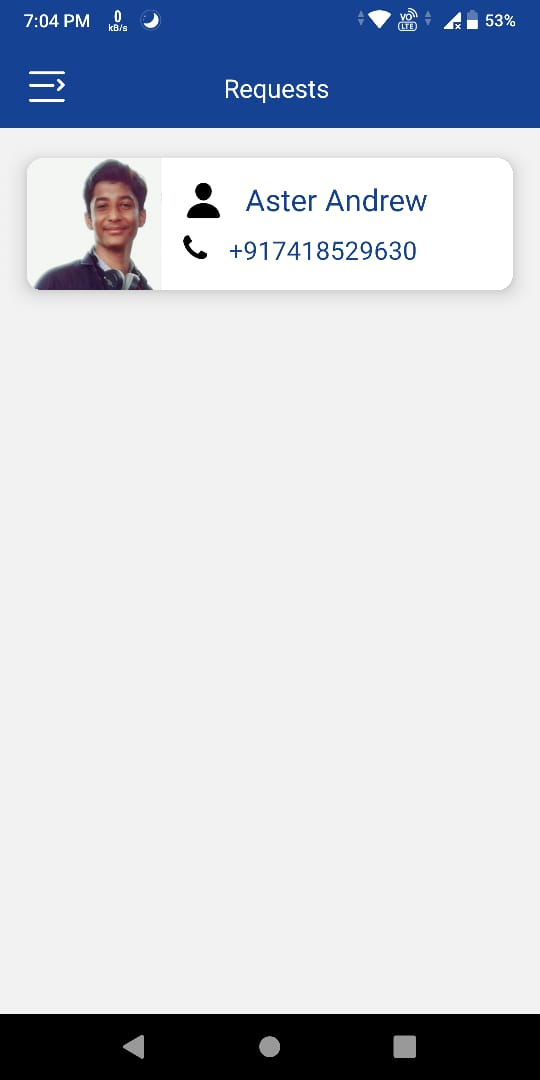 7:04 PM 0 kB/s VO LTE 53%
Requests
Aster Andrew
+917418529630